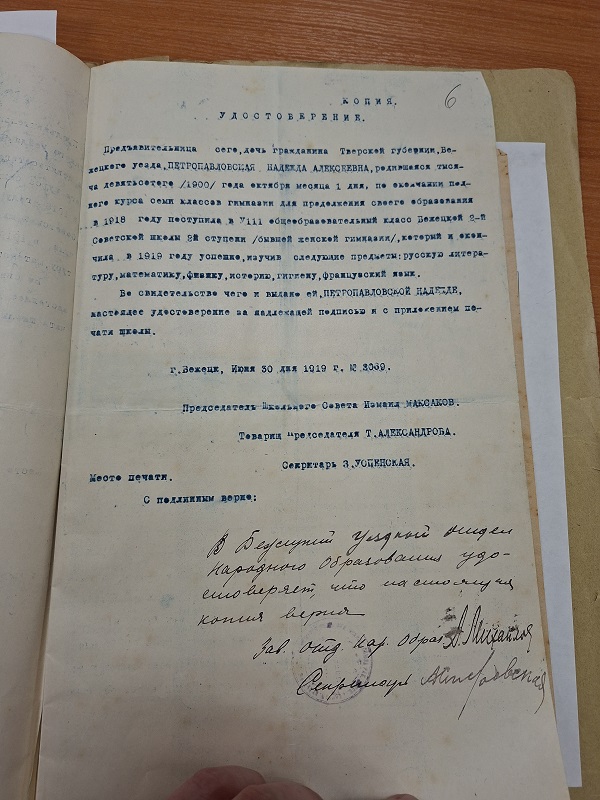 КОПИЯ.
6
УДОСТОВЕРЕНИЕ.
Предъявительница сего, дочь гражданина Тверской губернии, Бе-
жецкого уезда, ПЕТРОПАВЛОВСКАЯ НАДЕЖДА АЛЕКСЕЕВНА, родившаяся тыся-
ча девятьсотого /1900/ года октября месяца 1 дня, по окончании пол-
ного курса семи классов гимназии для продолжения своего образования
в 1918 году поступила в VIII общеобразовательный класс Бежецкой 2-й
Советской школы 2й ступени /бывшей женской гимназии/, который и окон-
чила в 1919 году успешно, изучив следующие предметы: русскую литера-
туру, математику, физику, историю, гигиену, французский язык.
Во свидетельство чего и выдано ей, ПЕТРОПАВЛОВСКОЙ НАДЕЖДЕ,
настоящее удостоверение за надлежащей подписью и с приложением пе-
чати школы.
г. Бежецк, Июня 30 дня 1919 г. № 2069.
Председатель Школьного Совета Измаил МАКСАКОВ.
Товарищ Председателя Т. АЛЕКСАНДРОВА.
Секретарь З. УСПЕНСКАЯ.
Место печати.
С подлинным верно:
В Бежецкий Уездный отдел
Народного Образования удо-
стоверяет, что настоящая
копия верна
Зав. отд. Нар. Образ. А. Михайлов
Секретарь